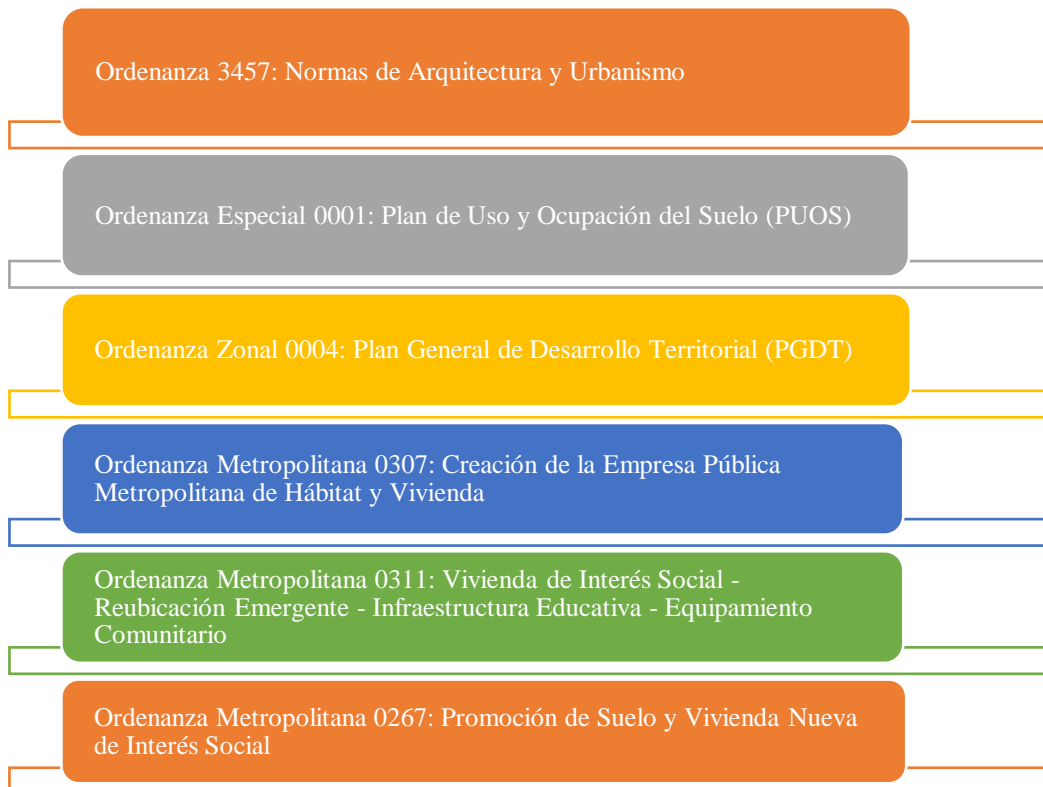 Ordenanza 3457: Normas de Arquitectura y Urbanismo
Ordenanza Especial 0001: Plan de Uso y Ocupación del Suelo (PUOS)
Ordenanza Zonal 0004: Plan General de Desarrollo Territorial (PGDT)
Ordenanza Metropolitana 0307: Creación de la Empresa Pública
Metropolitana de Hábitat y Vivienda
Ordenanza Metropolitana 0311: Vivienda de Interés Social -
Reubicación Emergente - Infraestructura Educativa - Equipamiento
Comunitario
Ordenanza Metropolitana 0267: Promoción de Suelo y Vivienda Nueva
de Interés Social